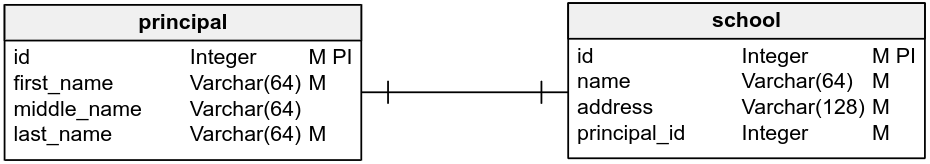 principal
id Integer M PI
first_name Varchar(64) M
middle_name Varchar(64)
last_name Varchar(64) M
school
id Integer M PI
name Varchar(64) M
address Varchar(128) M
principal_id Integer M